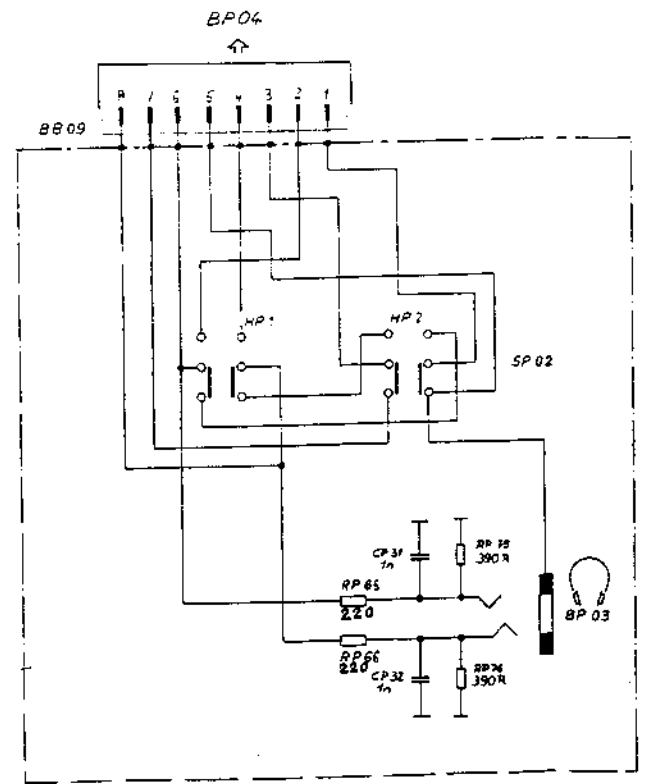 BP04
8 7 6 5 4 3 2 1
BB09
HP1
HP2
SP02
CP31
1n
RP75
390R
RP65
220
BP03
RP66
220
CP32
1n
RP76
390R